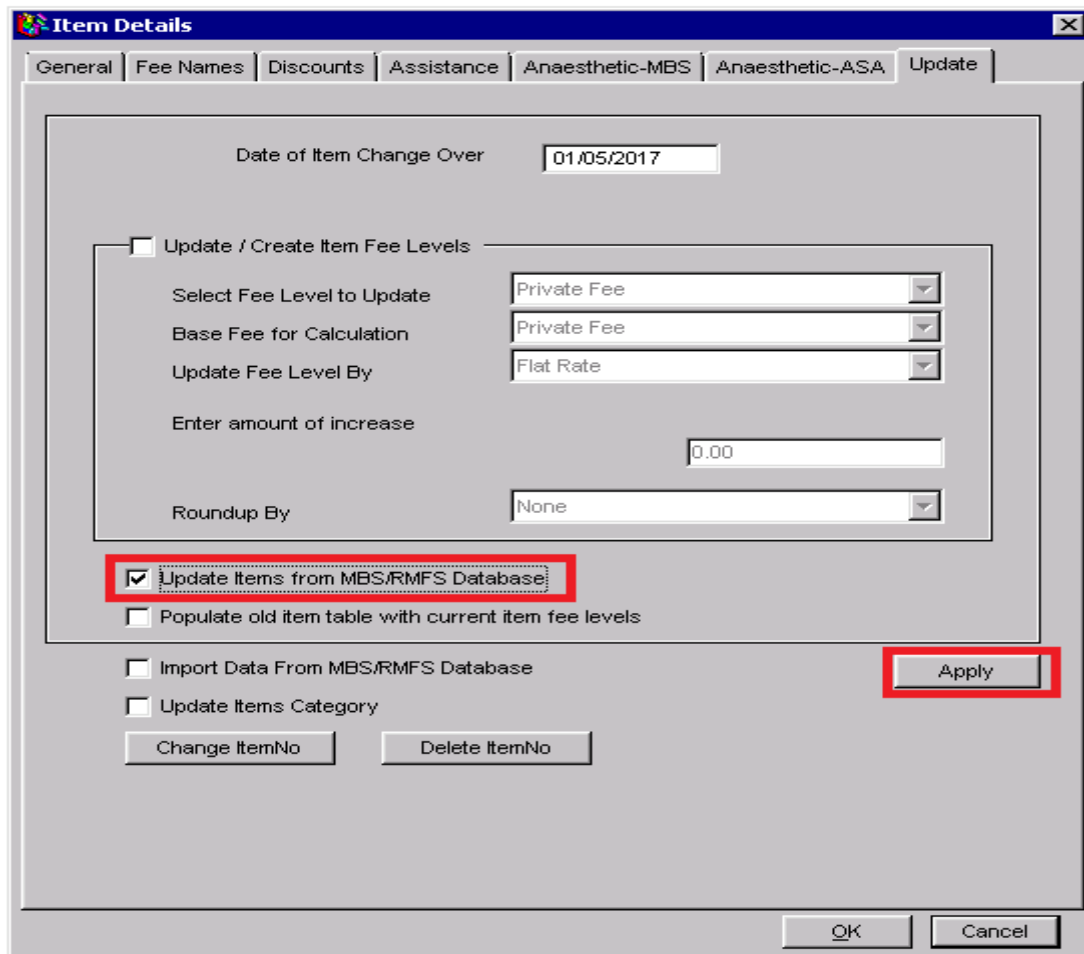 Item Details
General Fee Names Discounts Assistance Anaesthetic-MBS Anaesthetic-ASA Update
Date of Item Change Over 01/05/2017
Update / Create Item Fee Levels
Select Fee Level to Update Private Fee
Base Fee for Calculation Private Fee
Update Fee Level By Flat Rate
Enter amount of increase
0.00
Roundup By None
Update Items from MBS/RMFS Database
Populate old item table with current item fee levels
Import Data From MBS/RMFS Database Apply
Update Items Category
Change ItemNo Delete ItemNo
OK Cancel